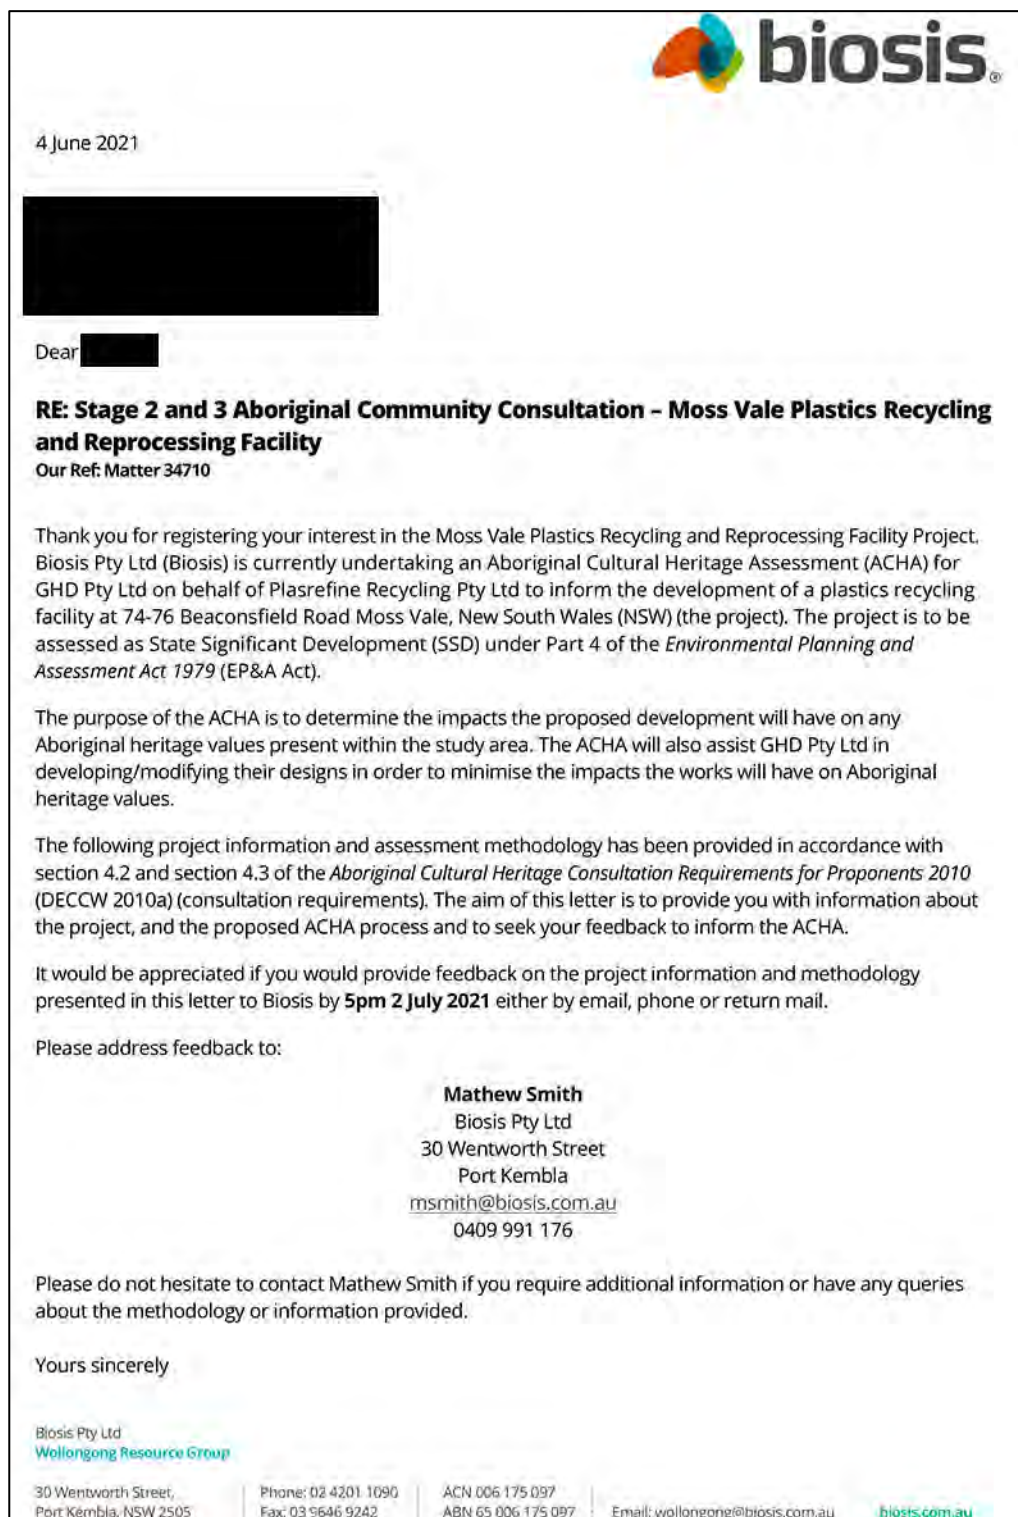 biosis®
4 June 2021
Dear
RE: Stage 2 and 3 Aboriginal Community Consultation – Moss Vale Plastics Recycling
and Reprocessing Facility
Our Ref: Matter 34710
Thank you for registering your interest in the Moss Vale Plastics Recycling and Reprocessing Facility Project.
Biosis Pty Ltd (Biosis) is currently undertaking an Aboriginal Cultural Heritage Assessment (ACHA) for
GHD Pty Ltd on behalf of Plasrefine Recycling Pty Ltd to inform the development of a plastics recycling
facility at 74-76 Beaconsfield Road Moss Vale, New South Wales (NSW) (the project). The project is to be
assessed as State Significant Development (SSD) under Part 4 of the Environmental Planning and
Assessment Act 1979 (EP&A Act).
The purpose of the ACHA is to determine the impacts the proposed development will have on any
Aboriginal heritage values present within the study area. The ACHA will also assist GHD Pty Ltd in
developing/modifying their designs in order to minimise the impacts the works will have on Aboriginal
heritage values.
The following project information and assessment methodology has been provided in accordance with
section 4.2 and section 4.3 of the Aboriginal Cultural Heritage Consultation Requirements for Proponents 2010
(DECCW 2010a) (consultation requirements). The aim of this letter is to provide you with information about
the project, and the proposed ACHA process and to seek your feedback to inform the ACHA.
It would be appreciated if you would provide feedback on the project information and methodology
presented in this letter to Biosis by 5pm 2 July 2021 either by email, phone or return mail.
Please address feedback to:
Mathew Smith
Biosis Pty Ltd
30 Wentworth Street
Port Kembla
msmith@biosis.com.au
0409 991 176
Please do not hesitate to contact Mathew Smith if you require additional information or have any queries
about the methodology or information provided.
Yours sincerely
Biosis Pty Ltd
Wollongong Resource Group
30 Wentworth Street, Phone: 02 4201 1090 ACN 006 175 097
Port Kembla, NSW 2505 Fax: 03 9646 9242 ABN 65 006 175 097 Email: wollongong@biosis.com.au biosis.com.au